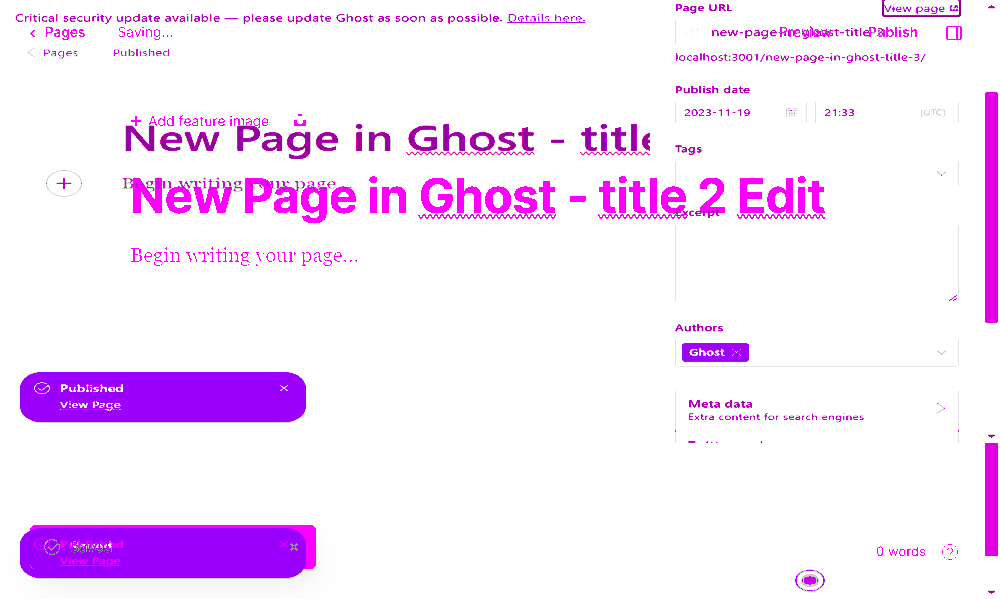 Critical security update available — please update Ghost as soon as possible. Details here.
Page URL
View page
Pages
Saving...
new-page-in-ghost-title-3
Preview
Publish
Pages
Published
localhost:3001/new-page-in-ghost-title-3/
Publish date
2023-11-19
21:33
(UTC)
Add feature image
New Page in Ghost - title
Tags
Begin writing your page...
New Page in Ghost - title 2 Edit
Excerpt
Begin writing your page...
Authors
Ghost
Published
View Page
Meta data
Extra content for search engines
Published
View Page
0 words
?